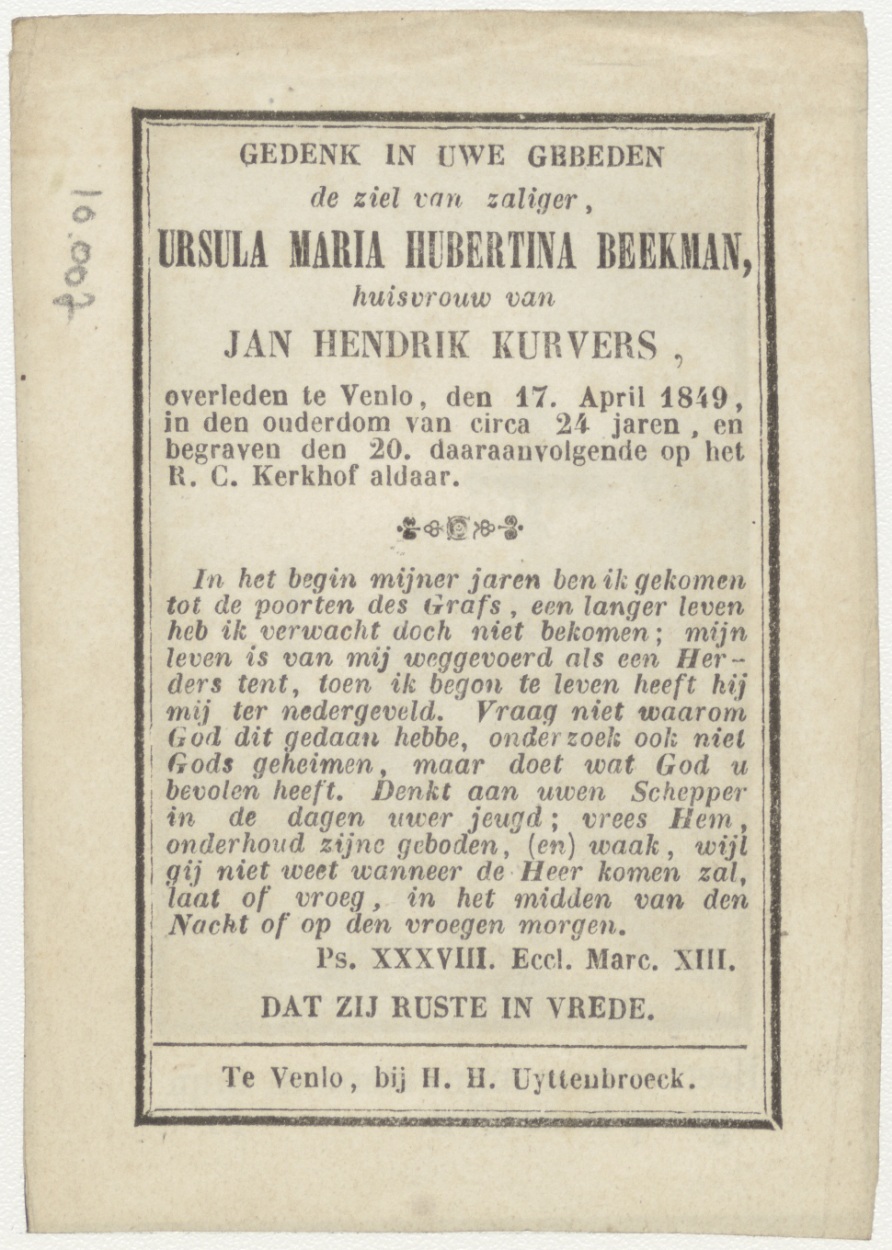 GEDENK IN UWE GEBEDEN
de ziel van zaliger,
URSULA MARIA HUBERTINA BEEKMAN,
huisvrouw van
JAN HENDRIK KURVERS,
overleden te Venlo, den 17. April 1849,
in den ouderdom van circa 24 jaren, en
begraven den 20. daaraanvolgende op het
R. C. Kerkhof aldaar.
In het begin mijner jaren ben ik gekomen
tot de poorten des Grafs, een langer leven
heb ik verwacht doch niet bekomen; mijn
leven is van mij weggevoerd als een Her-
ders tent, toen ik begon te leven heeft hij
mij ter nedergeveld. Vraag niet waarom
God dit gedaan hebbe, onderzoek ook niet
Gods geheimen, maar doet wat God u
bevolen heeft. Denkt aan uwen Schepper
in de dagen uwer jeugd; vrees Hem,
onderhoud zijne geboden, (en) waak, wijl
gij niet weet wanneer de Heer komen zal,
laat of vroeg, in het midden van den
Nacht of op den vroegen morgen.
Ps. XXXVIII. Eccl. Marc. XIII.
DAT ZIJ RUSTE IN VREDE.
Te Venlo, bij H. H. Uyttenbroeck.